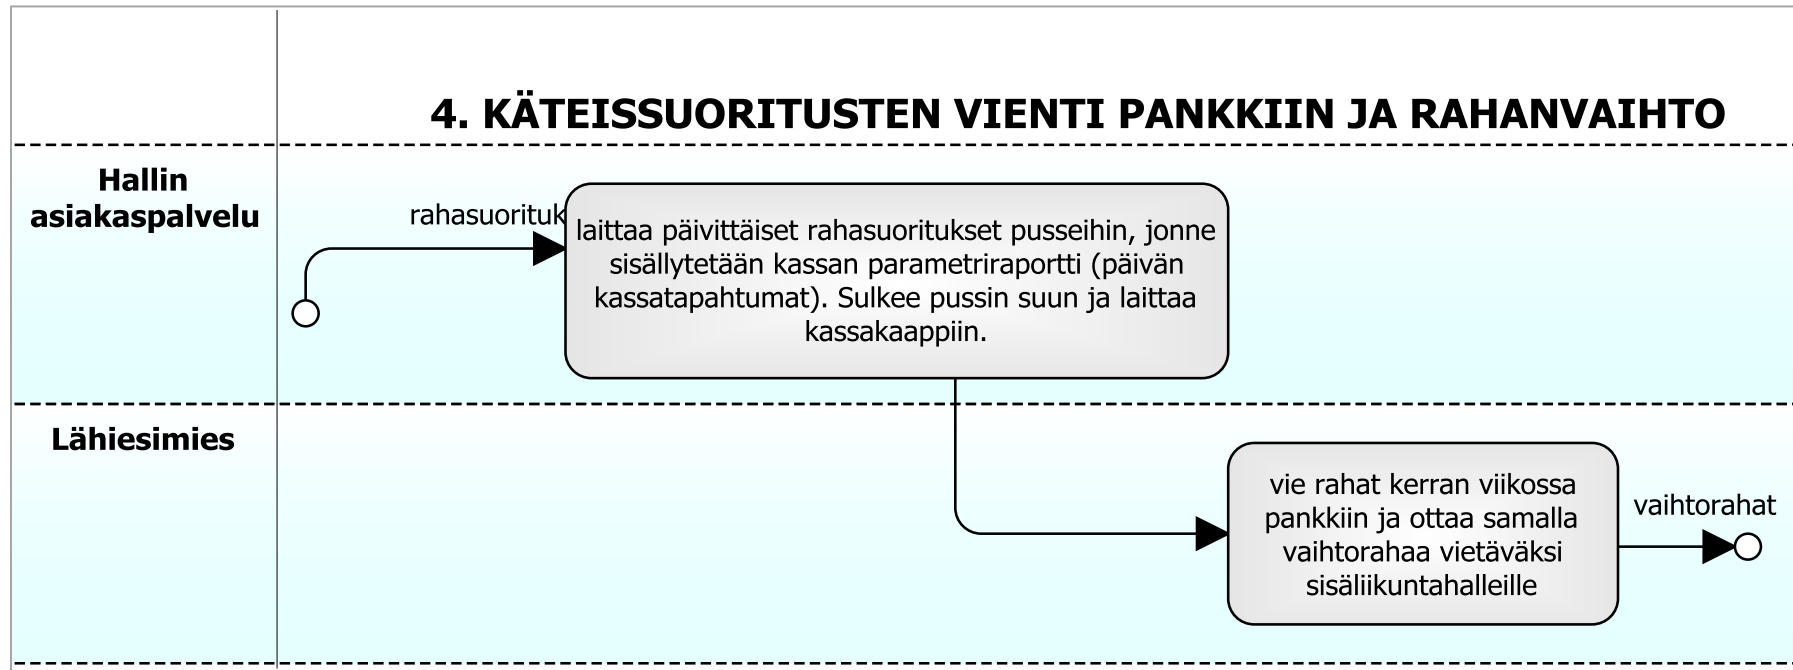 4. KÄTEISSUORITUSTEN VIENTI PANKKIIN JA RAHANVAIHTO
Hallin
asiakaspalvelu
rahasuorituk
laittaa päivittäiset rahasuoritukset pusseihin, jonne
sisällytetään kassan parametriraportti (päivän
kassatapahtumat). Sulkee pussin suun ja laittaa
kassakaappiin.
Lähiesimies
vie rahat kerran viikossa
pankkiin ja ottaa samalla
vaihtorahaa vietäväksi
sisäliikuntahalleille
vaihtorahat